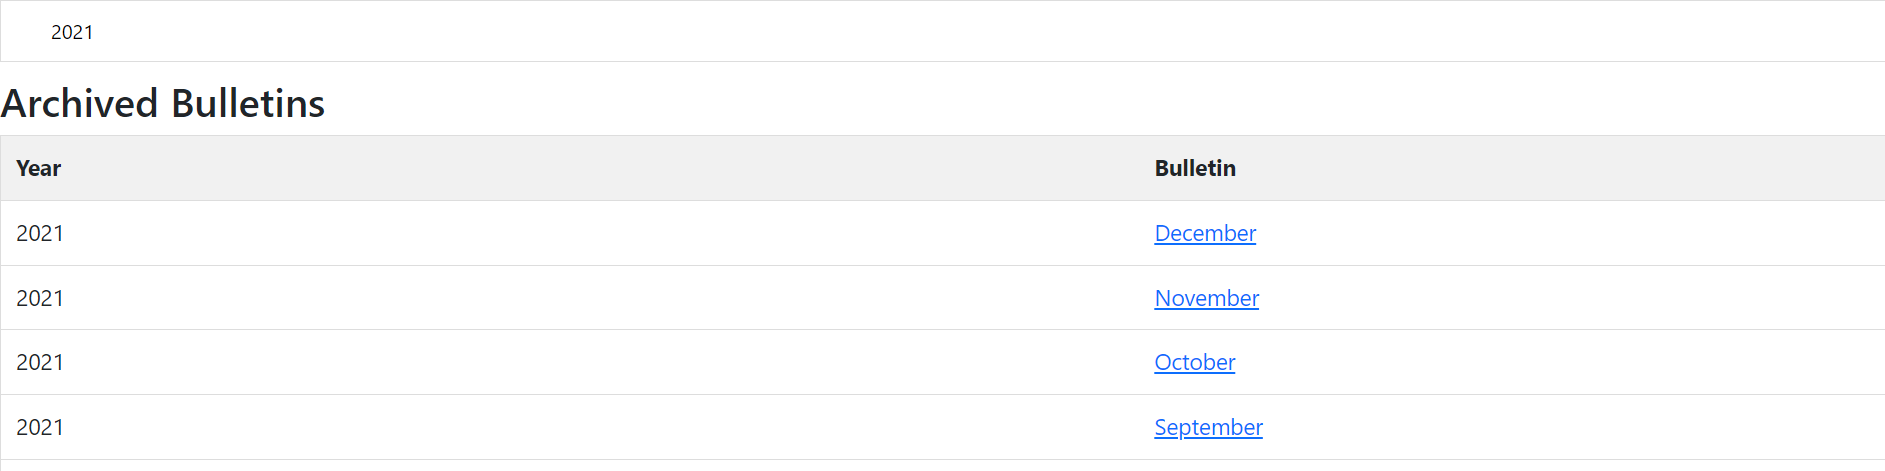 2021
Archived Bulletins
Year Bulletin
2021 December
2021 November
2021 October
2021 September